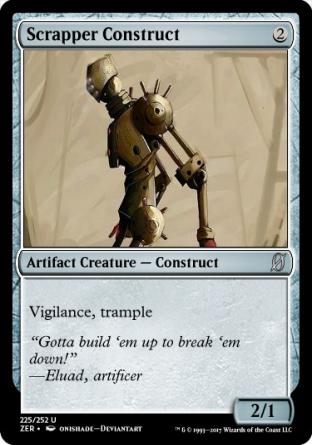 Scrapper Construct 2
Artifact Creature — Construct
Vigilance, trample
“Gotta build ‘em up to break ‘em
down!”
—Eluad, artificer
2/1
225/252 U
ZER • ONISHADE—DEVIANTART
™ & © 1993–2017 Wizards of the Coast LLC